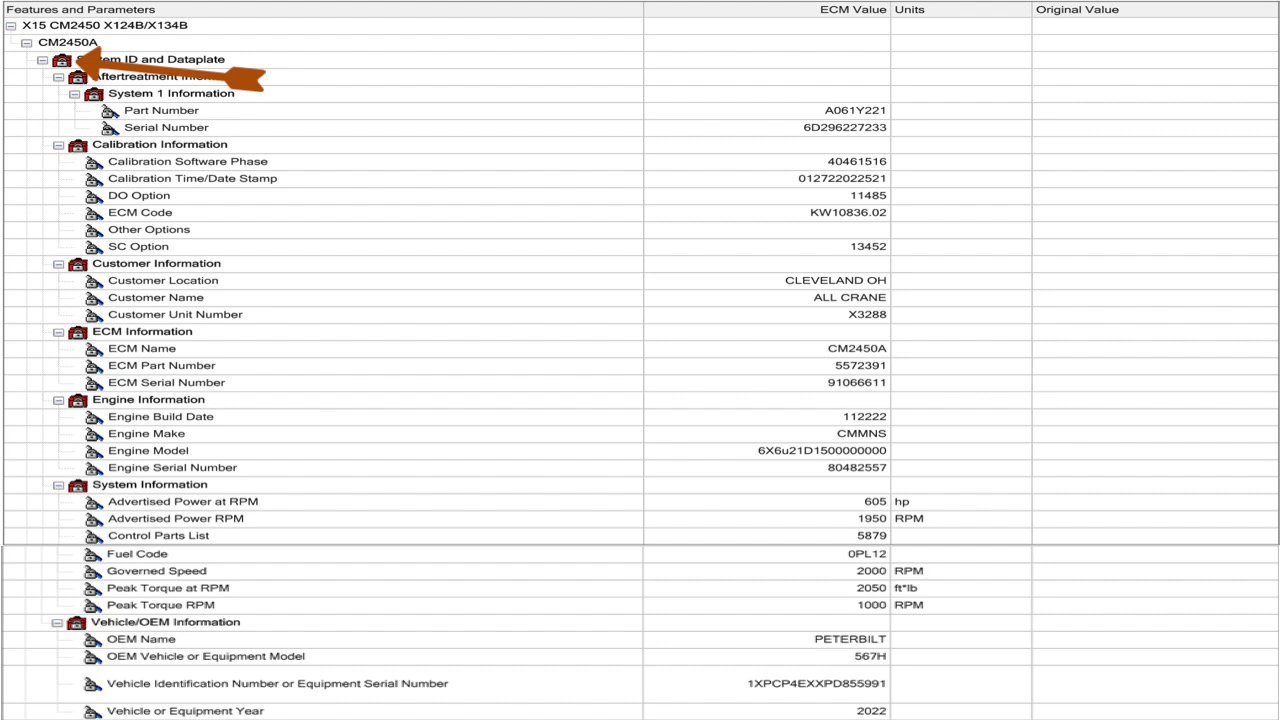 Features and Parameters ECM Value Units Original Value
X15 CM2450 X124B/X134B
CM2450A
ID and Dataplate
Aftertreatment
System 1 Information
Part Number A061Y221
Serial Number 6D296227233
Calibration Information
Calibration Software Phase 40461516
Calibration Time/Date Stamp 012722022521
DO Option 11485
ECM Code KW10836.02
Other Options
SC Option 13452
Customer Information
Customer Location CLEVELAND OH
Customer Name ALL CRANE
Customer Unit Number X3288
ECM Information
ECM Name CM2450A
ECM Part Number 5572391
ECM Serial Number 91066611
Engine Information
Engine Build Date 112222
Engine Make CMMNS
Engine Model 6X6u21D1500000000
Engine Serial Number 80482557
System Information
Advertised Power at RPM 605 hp
Advertised Power RPM 1950 RPM
Control Parts List 5879
Fuel Code 0PL12
Governed Speed 2000 RPM
Peak Torque at RPM 2050 ft*lb
Peak Torque RPM 1000 RPM
Vehicle/OEM Information
OEM Name PETERBILT
OEM Vehicle or Equipment Model 567H
Vehicle Identification Number or Equipment Serial Number 1XPCP4EXXPD855991
Vehicle or Equipment Year 2022